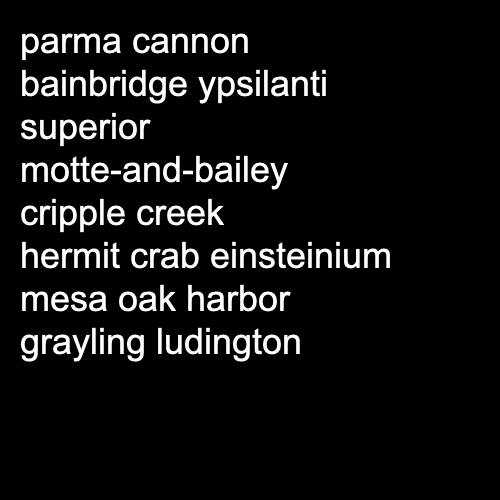 parma cannon
bainbridge ypsilanti
superior
motte-and-bailey
cripple creek
hermit crab einsteinium
mesa oak harbor
grayling ludington